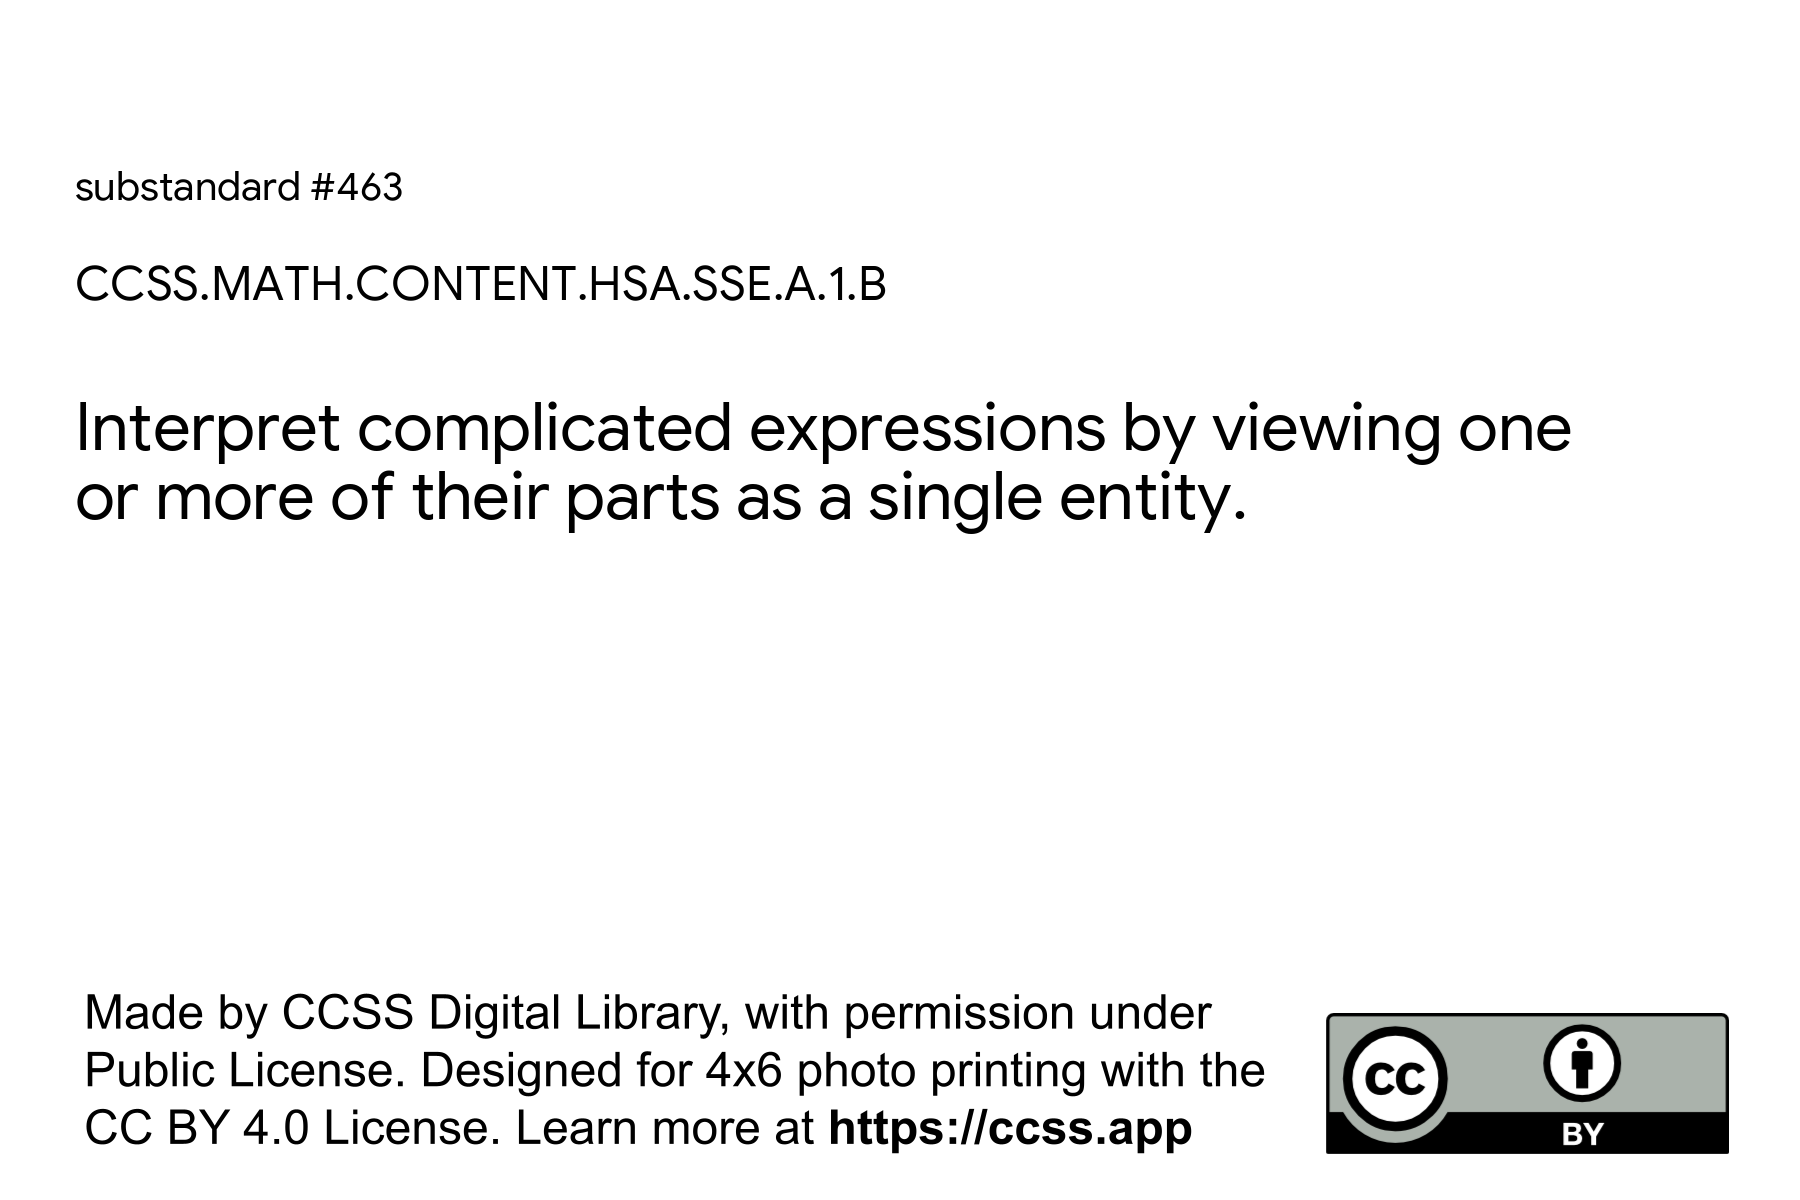 substandard #463
CCSS.MATH.CONTENT.HSA.SSE.A.1.B
Interpret complicated expressions by viewing one
or more of their parts as a single entity.
Made by CCSS Digital Library, with permission under
Public License. Designed for 4x6 photo printing with the
CC BY 4.0 License. Learn more at https://ccss.app
CC
BY